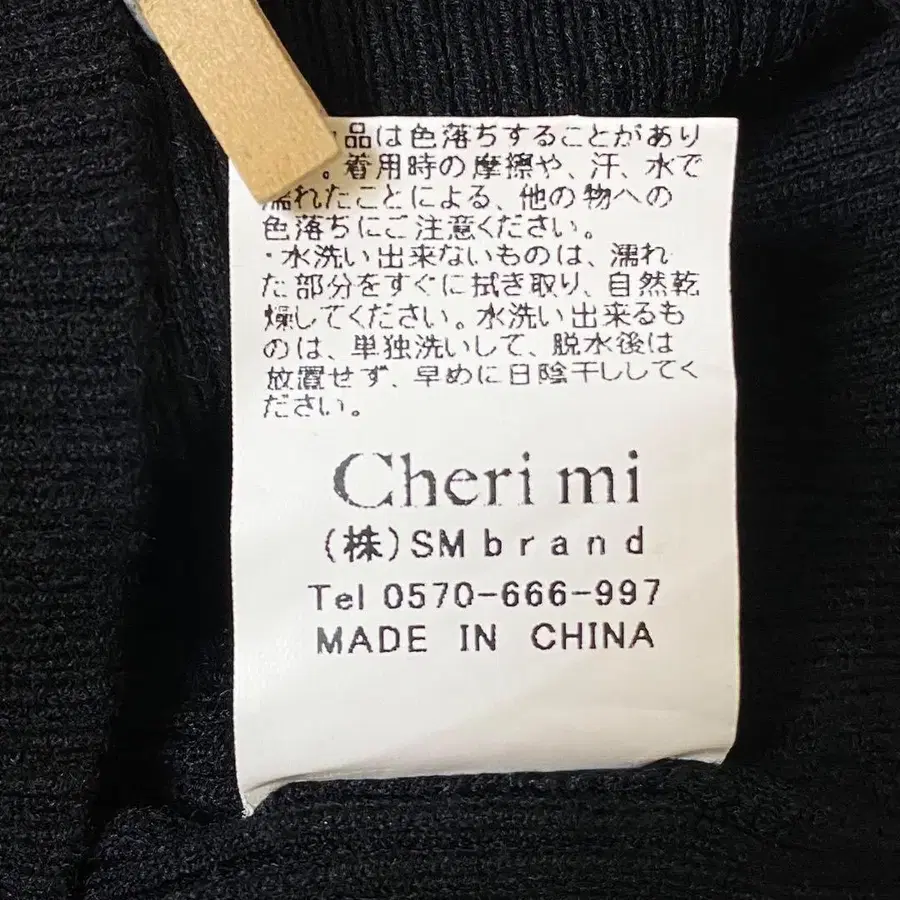 品は色落ちすることがあり
。着用時の摩擦や、汗、水で
濡れたことによる、他の物への
色落ちにご注意ください。
・水洗い出来ないものは、濡れ
た部分をすぐに拭き取り、自然乾
燥してください。水洗い出来るも
のは、単独洗いして、脱水後は
放置せず、早めに日陰干ししてく
ださい。
Cheri mi
(株)SMbrand
Tel 0570-666-997
MADE IN CHINA